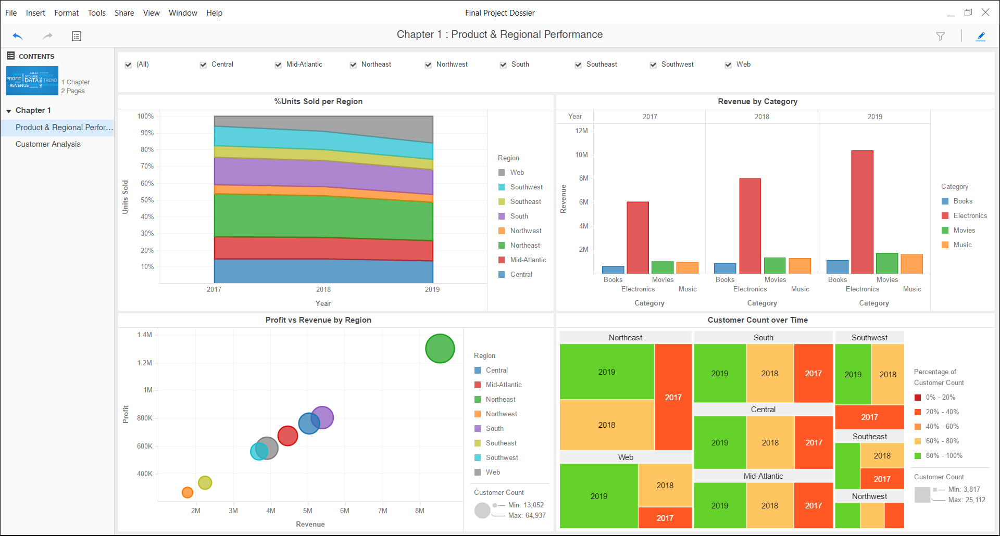 File Insert Format Tools Share View Window Help
Final Project Dossier
Chapter 1 : Product & Regional Performance
CONTENTS
SALES
PROFIT STORAGE
DATA TREND
REVENUE METRIC
1 Chapter
2 Pages
Chapter 1
Product & Regional Perfor...
Customer Analysis
(All) Central Mid-Atlantic Northeast Northwest South Southeast Southwest Web
%Units Sold per Region
100%
90%
80%
70%
60%
50%
40%
30%
20%
10%
Units Sold
2017 2018 2019
Year
Region
Web
Southwest
Southeast
South
Northwest
Northeast
Mid-Atlantic
Central
Revenue by Category
Year 2017 2018 2019
12M
10M
8M
6M
4M
2M
Revenue
Books Movies Books Movies Books Movies
Electronics Music Electronics Music Electronics Music
Category Category Category
Category
Books
Electronics
Movies
Music
Profit vs Revenue by Region
1.4M
1.2M
1M
800K
600K
400K
Profit
2M 3M 4M 5M 6M 7M 8M
Revenue
Region
Central
Mid-Atlantic
Northeast
Northwest
South
Southeast
Southwest
Web
Customer Count
Min: 13,052
Max: 64,937
Customer Count over Time
Northeast
2019
2017
2018
Web
2019
2018
2017
South
2019 2018 2017
Central
2019 2018 2017
Mid-Atlantic
2019 2018 2017
Southwest
2019 2018
2017
Southeast
2018
2017
Northwest
Percentage of
Customer Count
0% - 20%
20% - 40%
40% - 60%
60% - 80%
80% - 100%
Customer Count
Min: 3,817
Max: 25,112